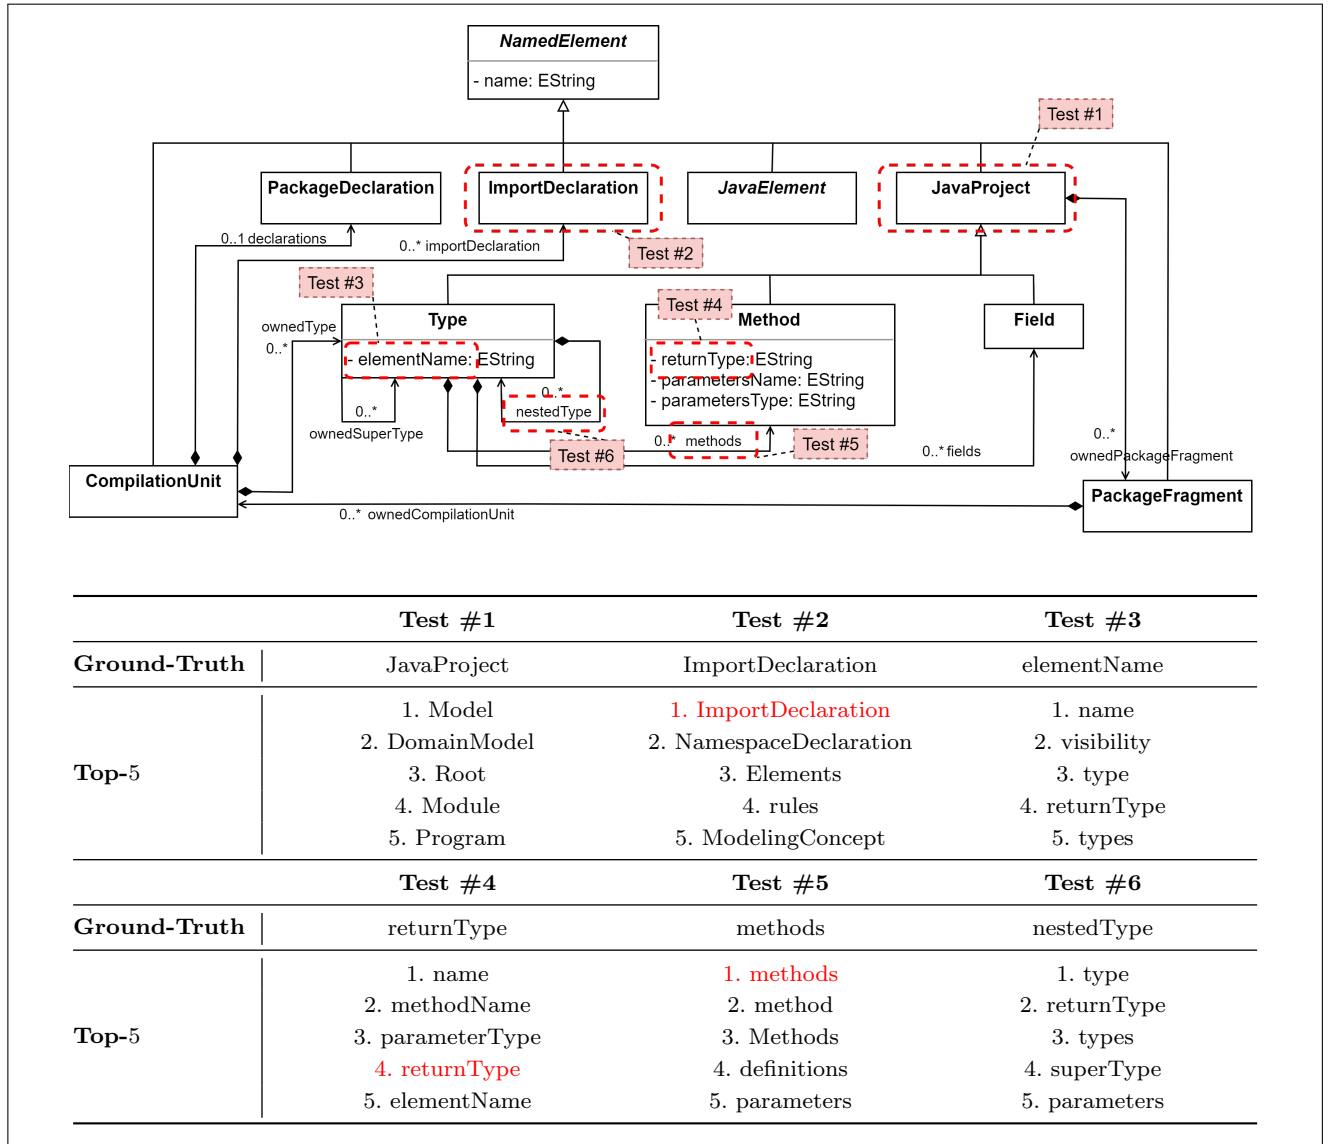 NamedElement
- name: EString
Test #1
PackageDeclaration
ImportDeclaration
JavaElement
JavaProject
0..1 declarations
0..* importDeclaration
Test #2
Test #3
Test #4
ownedType
0..*
Type
- elementName: EString
Method
- returnType: EString
- parametersName: EString
- parametersType: EString
Field
0..*
ownedSuperType
0..*
nestedType
Test #6
0..* methods
Test #5
0..* fields
0..*
ownedPackageFragment
CompilationUnit
0..* ownedCompilationUnit
PackageFragment
Test #1 Test #2 Test #3
Ground-Truth JavaProject ImportDeclaration elementName
1. Model 1. ImportDeclaration 1. name
2. DomainModel 2. NamespaceDeclaration 2. visibility
Top-5 3. Root 3. Elements 3. type
4. Module 4. rules 4. returnType
5. Program 5. ModelingConcept 5. types
Test #4 Test #5 Test #6
Ground-Truth returnType methods nestedType
1. name 1. methods 1. type
2. methodName 2. method 2. returnType
Top-5 3. parameterType 3. Methods 3. types
4. returnType 4. definitions 4. superType
5. elementName 5. parameters 5. parameters